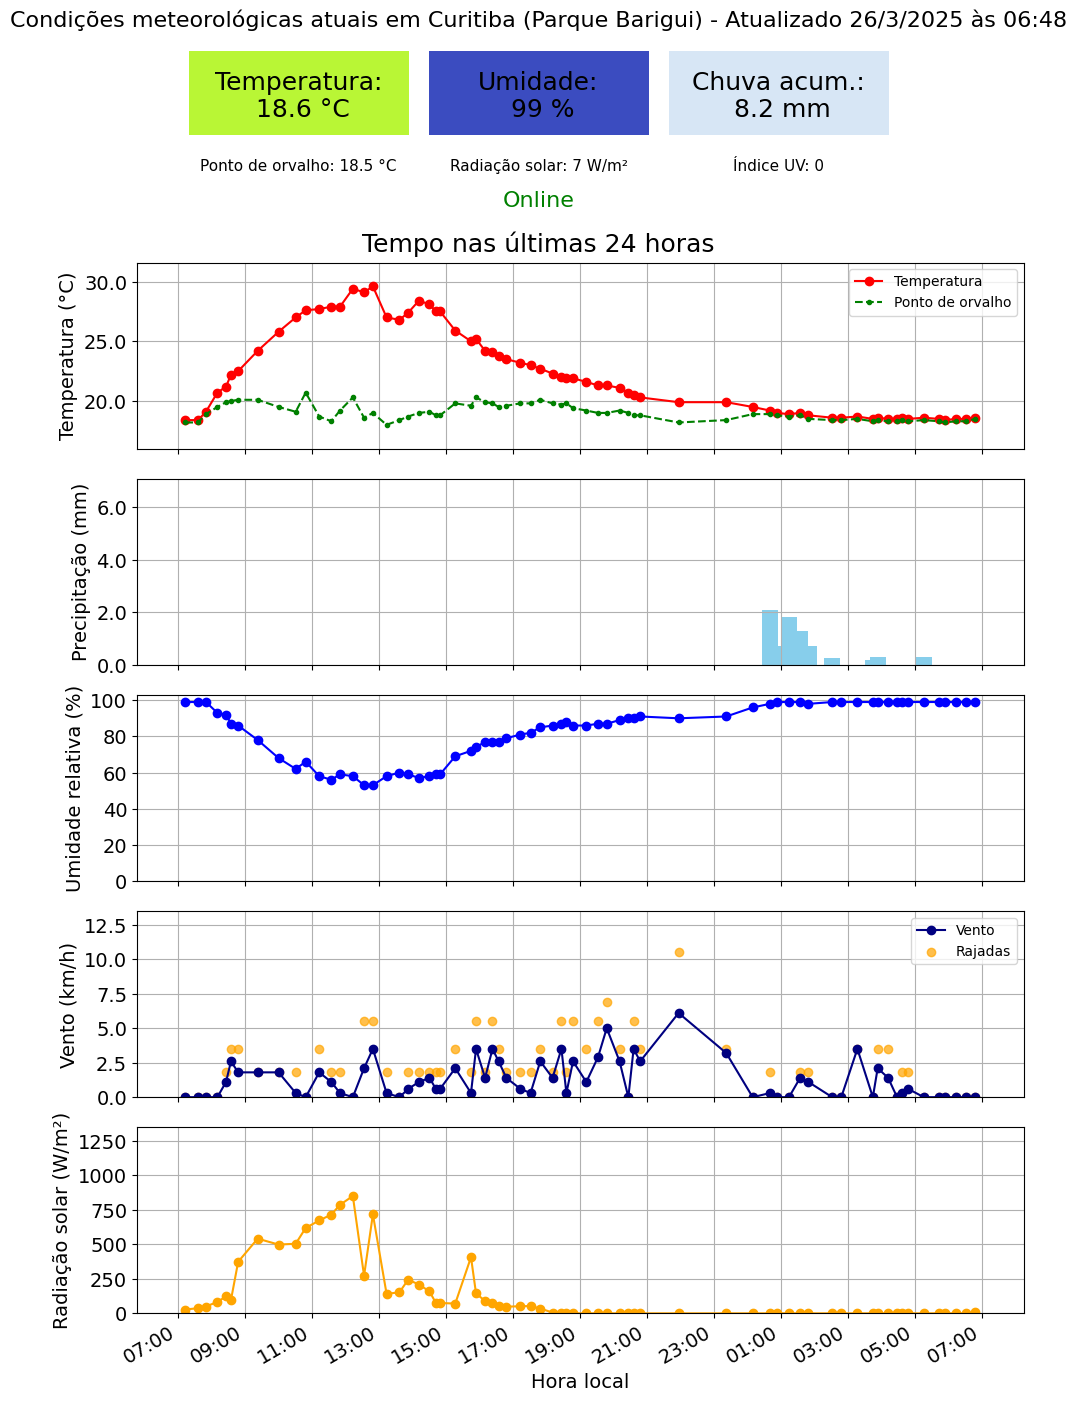 Condições meteorológicas atuais em Curitiba (Parque Barigui) - Atualizado 26/3/2025 às 06:48
Temperatura:
18.6 °C
Umidade:
99 %
Chuva acum.:
8.2 mm
Ponto de orvalho: 18.5 °C
Radiação solar: 7 W/m²
Índice UV: 0
Online
Tempo nas últimas 24 horas
Temperatura (°C)
30.0
25.0
20.0
Temperatura
Ponto de orvalho
Precipitação (mm)
6.0
4.0
2.0
0.0
Umidade relativa (%)
100
80
60
40
20
0
Vento (km/h)
12.5
10.0
7.5
5.0
2.5
0.0
Vento
Rajadas
Radiação solar (W/m²)
1250
1000
750
500
250
0
07:00
09:00
11:00
13:00
15:00
17:00
19:00
21:00
23:00
01:00
03:00
05:00
07:00
Hora local